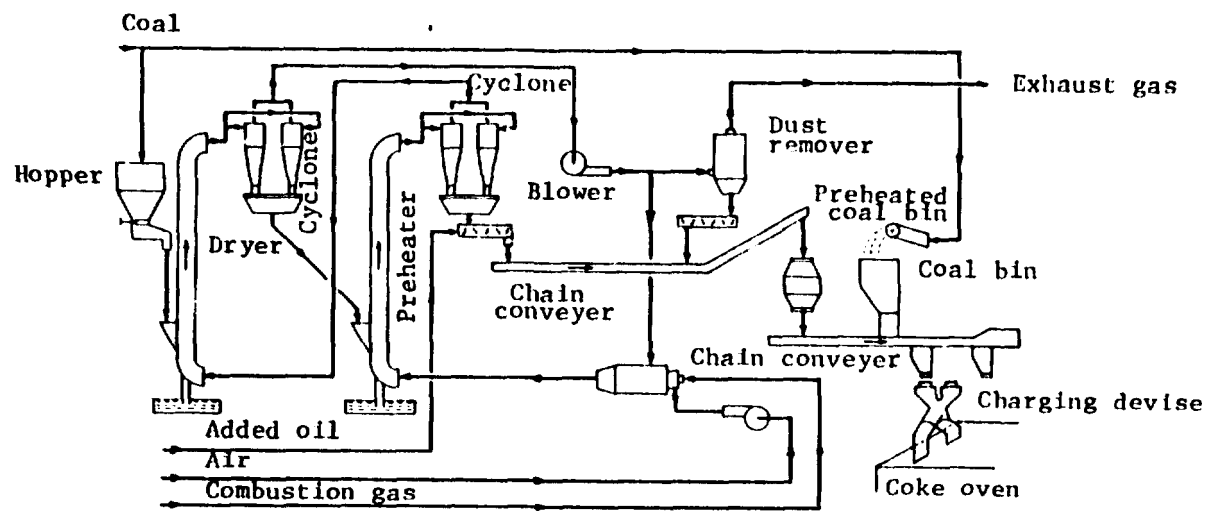 Coal
Cyclone
Exhaust gas
Dust
remover
Hopper
Cyclone
Blower
Preheated
coal bin
Dryer
Preheater
Coal bin
Chain
conveyer
Chain conveyer
Charging devise
Added oil
Air
Combustion gas
Coke oven